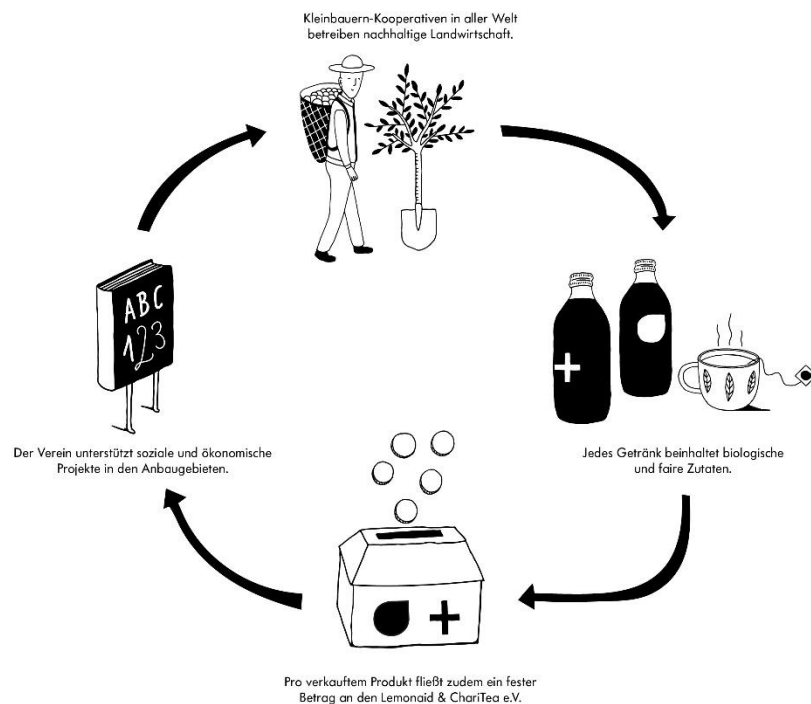 Kleinbauern-Kooperativen in aller Welt
betreiben nachhaltige Landwirtschaft.
ABC
123
Der Verein unterstützt soziale und ökonomische
Projekte in den Anbaugebieten.
Jedes Getränk beinhaltet biologische
und faire Zutaten.
Pro verkauftem Produkt fließt zudem ein fester
Betrag an den Lemonaid & ChariTea e.V.